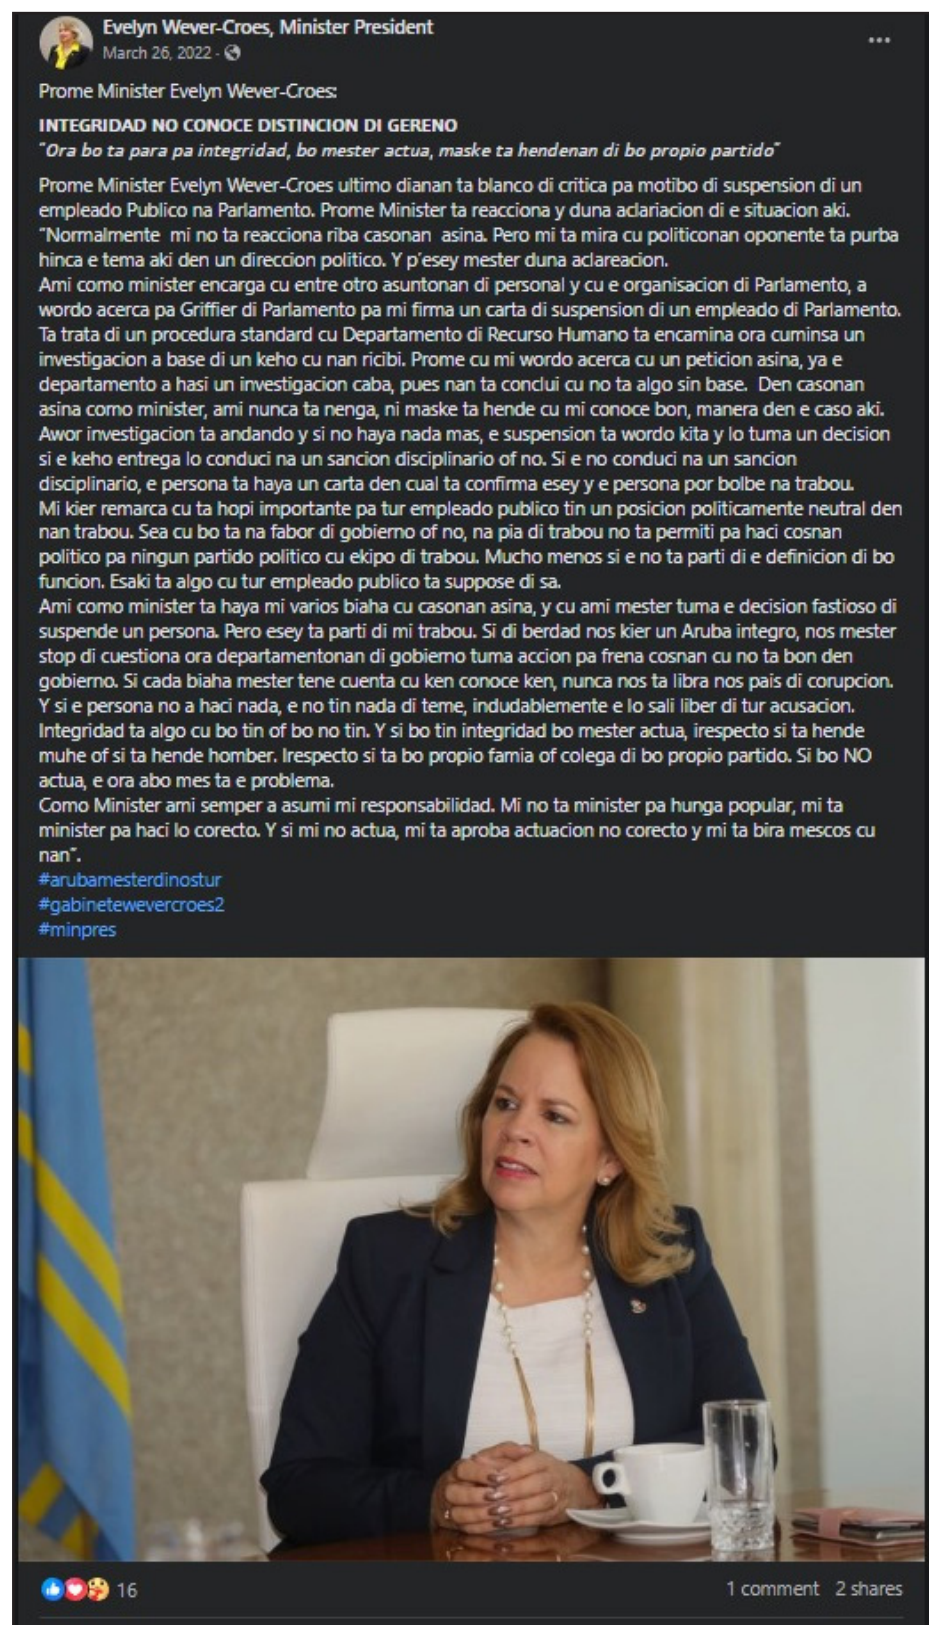 Evelyn Wever-Croes, Minister President
March 26, 2022 ·
Prome Minister Evelyn Wever-Croes:
INTEGRIDAD NO CONOCE DISTINCION DI GERENO
"Ora bo ta para pa integridad, bo mester actua, maske ta hendenan di bo propio partido"
Prome Minister Evelyn Wever-Croes ultimo dianan ta blanco di critica pa motibo di suspension di un
empleado Publico na Parlamento. Prome Minister ta reacciona y duna aclariacion di e situacion aki.
"Normalmente mi no ta reacciona riba casonan asina. Pero mi ta mira cu politiconan oponente ta purba
hinca e tema aki den un direccion politico. Y p'esey mester duna aclareacion.
Ami como minister encarga cu entre otro asuntonan di personal y cu e organisacion di Parlamento, a
wordo acerca pa Griffier di Parlamento pa mi firma un carta di suspension di un empleado di Parlamento.
Ta trata di un procedura standard cu Departamento di Recurso Humano ta encamina ora cuminsa un
investigacion a base di un keho cu nan ricibi. Prome cu mi wordo acerca cu un peticion asina, ya e
departamento a hasi un investigacion caba, pues nan ta conclui cu no ta algo sin base. Den casonan
asina como minister, ami nunca ta nenga, ni maske ta hende cu mi conoce bon, manera den e caso aki.
Awor investigacion ta andando y si no haya nada mas, e suspension ta wordo kita y lo tuma un decision
si e keho entrega lo conduci na un sancion disciplinario of no. Si e no conduci na un sancion
disciplinario, e persona ta haya un carta den cual ta confirma esey y e persona por bolbe na trabou.
Mi kier remarca cu ta hopi importante pa tur empleado publico tin un posicion politicamente neutral den
nan trabou. Sea cu bo ta na fabor di gobierno of no, na pia di trabou no ta permiti pa haci cosnan
politico pa ningun partido politico cu ekipo di trabou. Mucho menos si e no ta parti di e definicion di bo
funcion. Esaki ta algo cu tur empleado publico ta suppose di sa.
Ami como minister ta haya mi varios biaha cu casonan asina, y cu ami mester tuma e decision fastioso di
suspende un persona. Pero esey ta parti di mi trabou. Si di berdad nos kier un Aruba integro, nos mester
stop di cuestiona ora departamentonan di gobierno tuma accion pa frena cosnan cu no ta bon den
gobierno. Si cada biaha mester tene cuenta cu ken conoce ken, nunca nos ta libra nos pais di corupcion.
Y si e persona no a haci nada, e no tin nada di teme, indudablemente e lo sali liber di tur acusacion.
Integridad ta algo cu bo tin of bo no tin. Y si bo tin integridad bo mester actua, irespecto si ta hende
muhe of si ta hende homber. Irespecto si ta bo propio famia of colega di bo propio partido. Si bo NO
actua, e ora abo mes ta e problema.
Como Minister ami semper a asumi mi responsabilidad. Mi no ta minister pa hunga popular, mi ta
minister pa haci lo corecto. Y si mi no actua, mi ta aproba actuacion no corecto y mi ta bira mescos cu
nan".
#arubamesterdinostur
#gabinetewevercroes2
#minpres
16 1 comment 2 shares